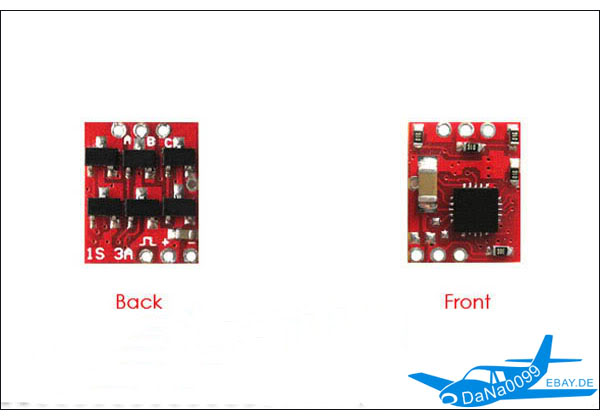 A B C
1S 3A ⎍ + -
Back
Front
DaNa0099
EBAY.DE